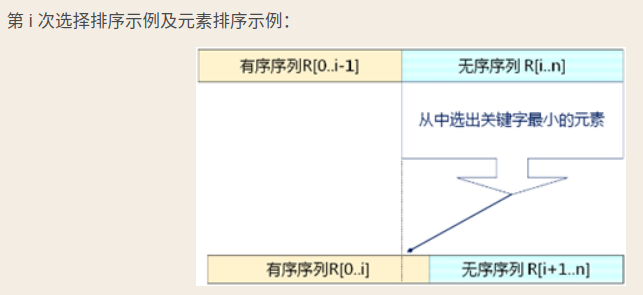 第 i 次选择排序示例及元素排序示例：
有序序列R[0..i-1]
无序序列 R[i..n]
从中选出关键字最小的元素
有序序列R[0..i]
无序序列 R[i+1..n]